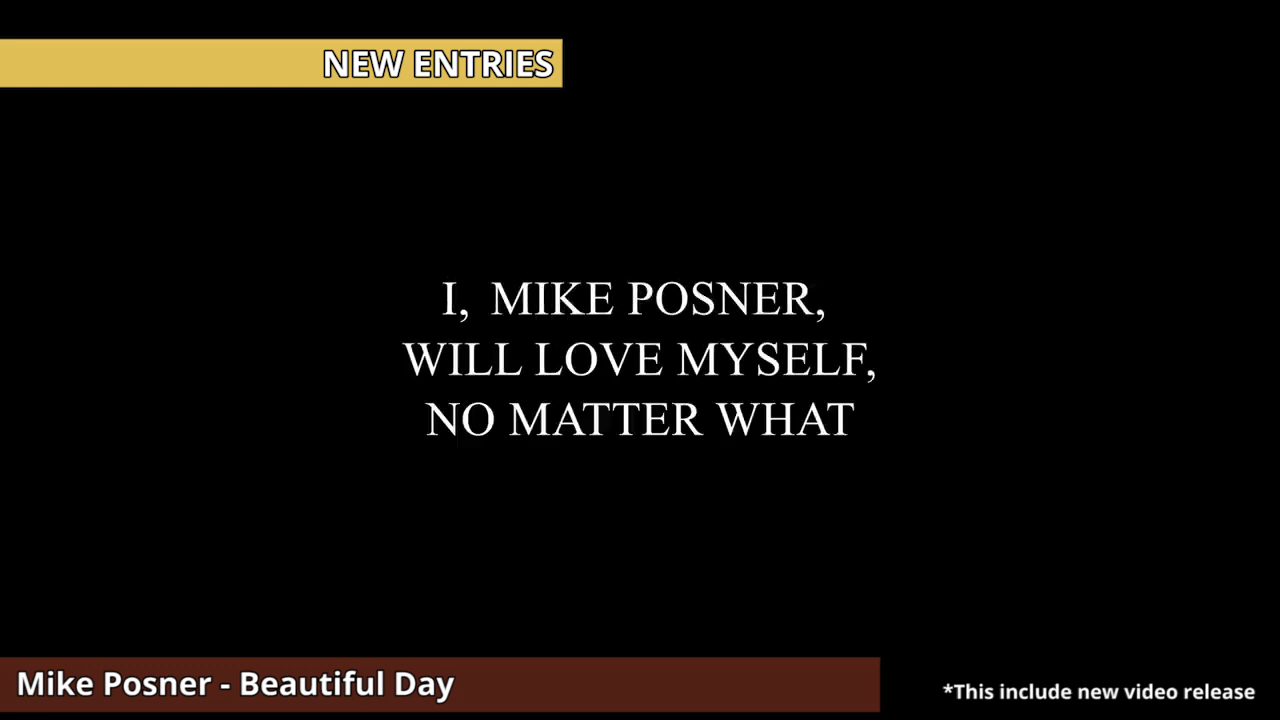 NEW ENTRIES
I, MIKE POSNER,
WILL LOVE MYSELF,
NO MATTER WHAT
Mike Posner - Beautiful Day
*This include new video release